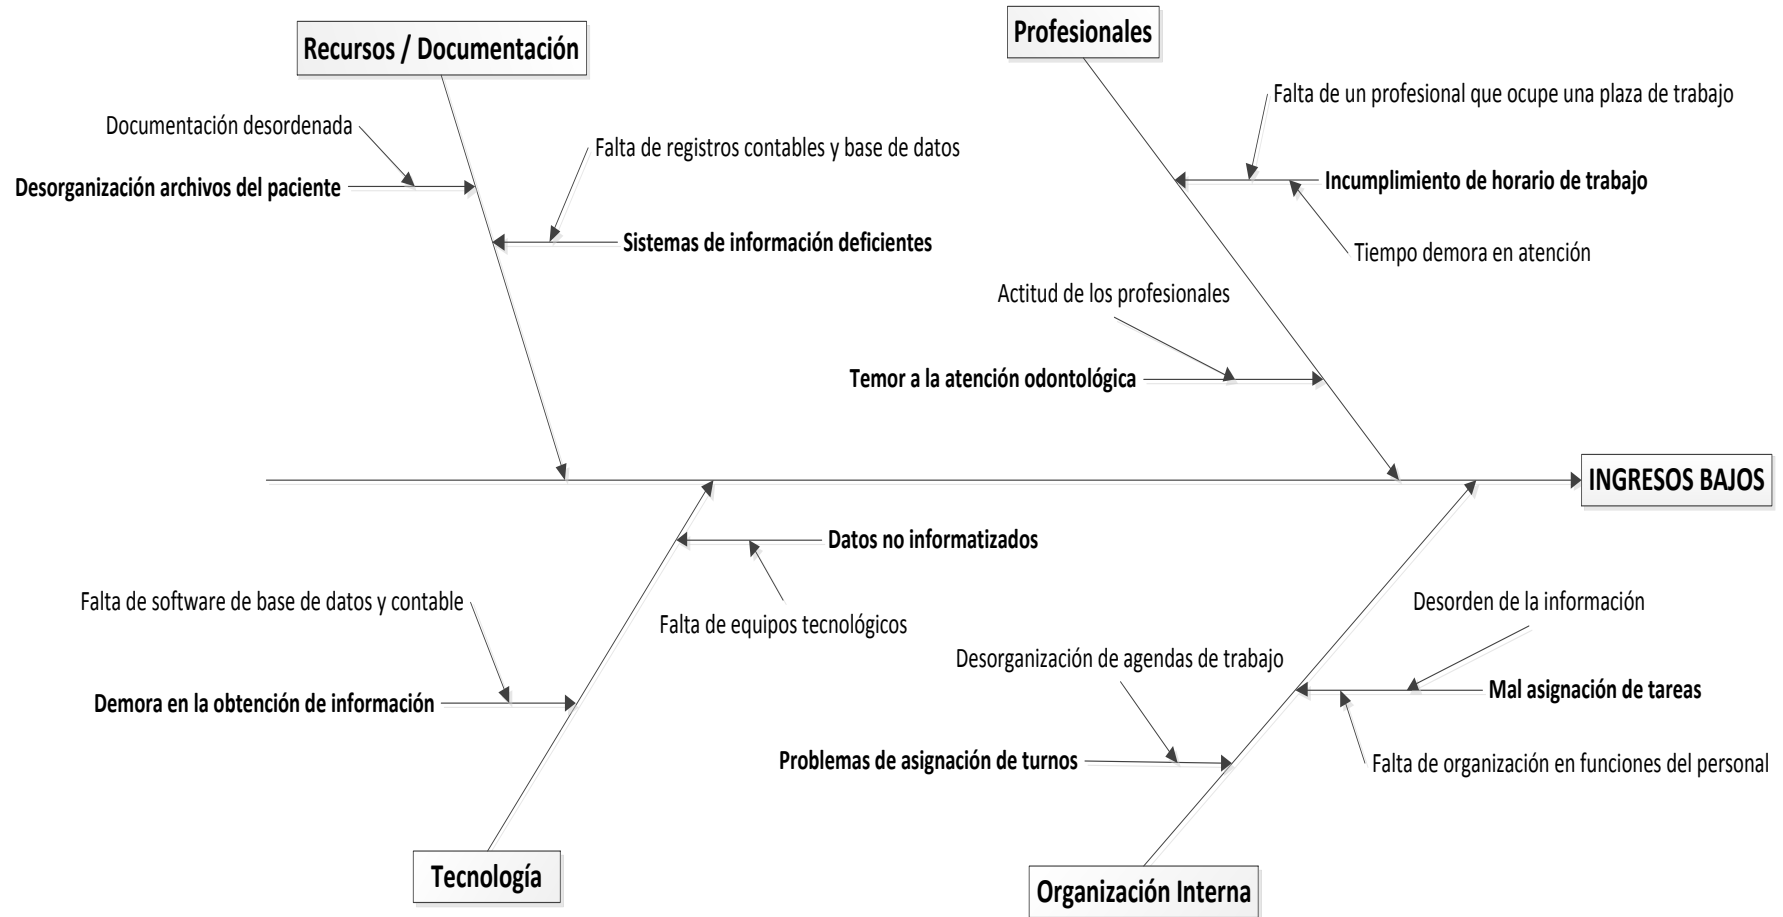 Recursos / Documentación
Profesionales
Documentación desordenada
Falta de registros contables y base de datos
Desorganización archivos del paciente
Sistemas de información deficientes
Falta de un profesional que ocupe una plaza de trabajo
Incumplimiento de horario de trabajo
Tiempo demora en atención
Actitud de los profesionales
Temor a la atención odontológica
INGRESOS BAJOS
Datos no informatizados
Falta de software de base de datos y contable
Falta de equipos tecnológicos
Demora en la obtención de información
Desorden de la información
Desorganización de agendas de trabajo
Mal asignación de tareas
Problemas de asignación de turnos
Falta de organización en funciones del personal
Tecnología
Organización Interna